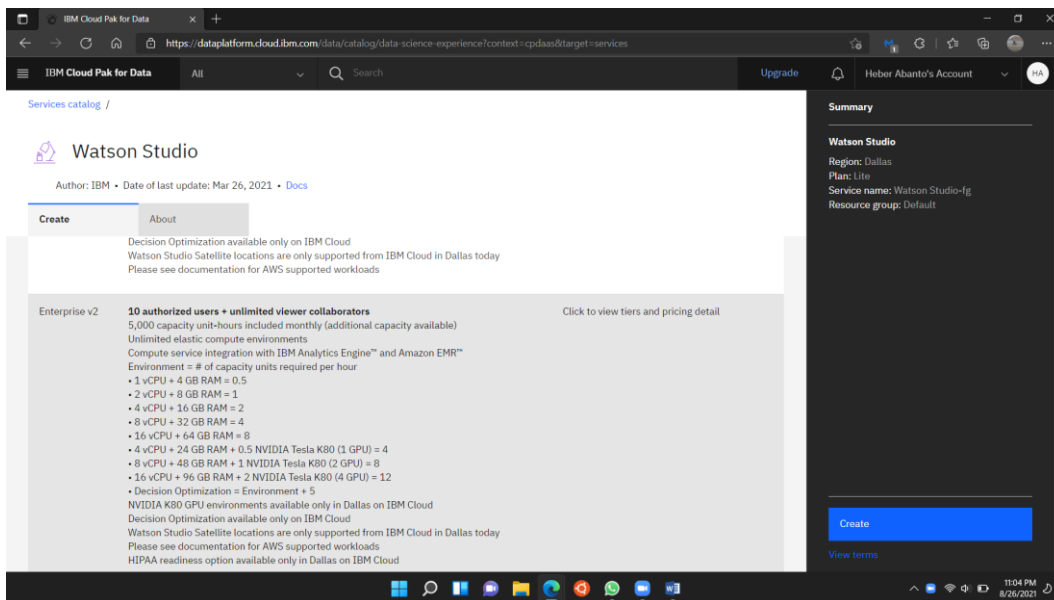 IBM Cloud Pak for Data
https://dataplatform.cloud.ibm.com/data/catalog/data-science-experience?context=cpdaas&target=services
IBM Cloud Pak for Data
All
Search
Upgrade
Heber Abanto's Account
HA
Services catalog /
Watson Studio
Author: IBM • Date of last update: Mar 26, 2021 • Docs
Create
About
Decision Optimization available only on IBM Cloud
Watson Studio Satellite locations are only supported from IBM Cloud in Dallas today
Please see documentation for AWS supported workloads
Enterprise v2
10 authorized users + unlimited viewer collaborators
Click to view tiers and pricing detail
5,000 capacity unit-hours included monthly (additional capacity available)
Unlimited elastic compute environments
Compute service integration with IBM Analytics Engine™ and Amazon EMR™
Environment = # of capacity units required per hour
• 1 vCPU + 4 GB RAM = 0.5
• 2 vCPU + 8 GB RAM = 1
• 4 vCPU + 16 GB RAM = 2
• 8 vCPU + 32 GB RAM = 4
• 16 vCPU + 64 GB RAM = 8
• 4 vCPU + 24 GB RAM + 0.5 NVIDIA Tesla K80 (1 GPU) = 4
• 8 vCPU + 48 GB RAM + 1 NVIDIA Tesla K80 (2 GPU) = 8
• 16 vCPU + 96 GB RAM + 2 NVIDIA Tesla K80 (4 GPU) = 12
• Decision Optimization = Environment + 5
NVIDIA K80 GPU environments available only in Dallas on IBM Cloud
Decision Optimization available only on IBM Cloud
Watson Studio Satellite locations are only supported from IBM Cloud in Dallas today
Please see documentation for AWS supported workloads
HIPAA readiness option available only in Dallas on IBM Cloud
Summary
Watson Studio
Region: Dallas
Plan: Lite
Service name: Watson Studio-fg
Resource group: Default
Create
View terms
11:04 PM
8/26/2021